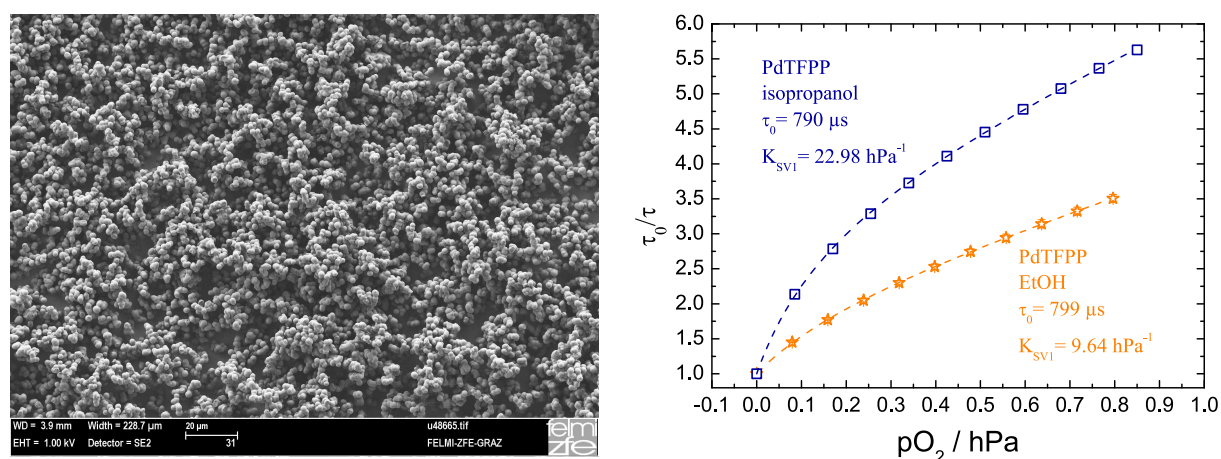 WD = 3.9 mm Width = 228.7 µm 20 µm u48665.tif
EHT = 1.00 kV Detector = SE2 31 FELMI-ZFE-GRAZ
felmi
zfe
6.0
5.5
5.0
4.5
4.0
3.5
3.0
2.5
2.0
1.5
1.0
τ₀/τ
PdTFPP
isopropanol
τ₀= 790 µs
K_SV1= 22.98 hPa⁻¹
PdTFPP
EtOH
τ₀= 799 µs
K_SV1= 9.64 hPa⁻¹
-0.1 0.0 0.1 0.2 0.3 0.4 0.5 0.6 0.7 0.8 0.9 1.0
pO₂ / hPa